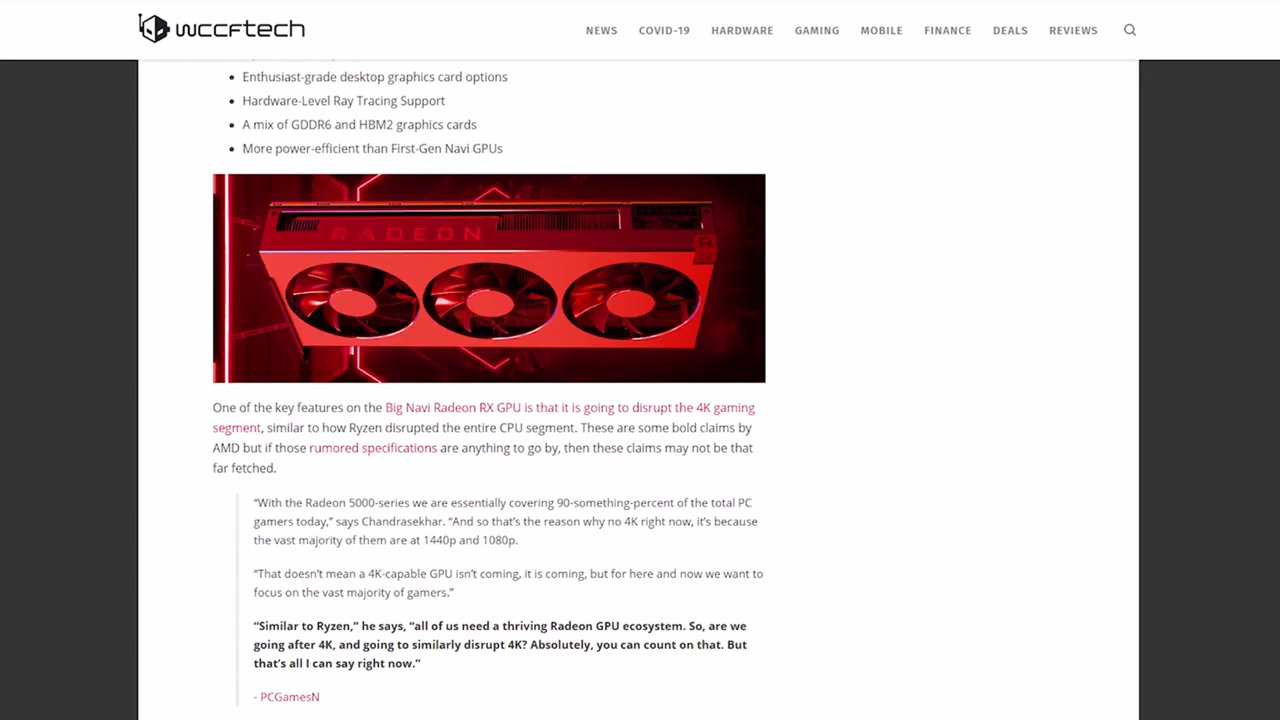 wccftech
NEWS COVID-19 HARDWARE GAMING MOBILE FINANCE DEALS REVIEWS
Enthusiast-grade desktop graphics card options
Hardware-Level Ray Tracing Support
A mix of GDDR6 and HBM2 graphics cards
More power-efficient than First-Gen Navi GPUs
RADEON
R
One of the key features on the Big Navi Radeon RX GPU is that it is going to disrupt the 4K gaming
segment, similar to how Ryzen disrupted the entire CPU segment. These are some bold claims by
AMD but if those rumored specifications are anything to go by, then these claims may not be that
far fetched.
“With the Radeon 5000-series we are essentially covering 90-something-percent of the total PC
gamers today,” says Chandrasekhar. “And so that’s the reason why no 4K right now, it’s because
the vast majority of them are at 1440p and 1080p.
“That doesn’t mean a 4K-capable GPU isn’t coming, it is coming, but for here and now we want to
focus on the vast majority of gamers.”
“Similar to Ryzen,” he says, “all of us need a thriving Radeon GPU ecosystem. So, are we
going after 4K, and going to similarly disrupt 4K? Absolutely, you can count on that. But
that’s all I can say right now.”
- PCGamesN